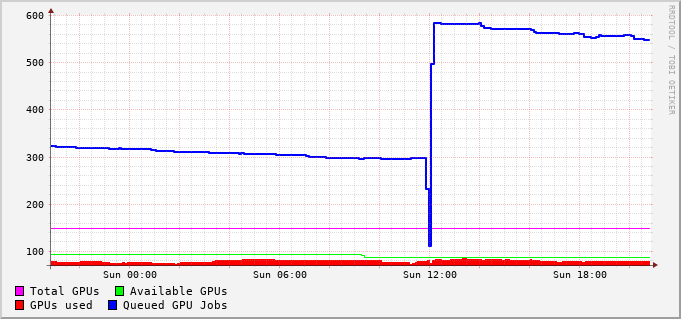 600
500
400
300
200
100
Sun 00:00 Sun 06:00 Sun 12:00 Sun 18:00
Total GPUs Available GPUs
GPUs used Queued GPU Jobs
RRDTOOL / TOBI OETIKER